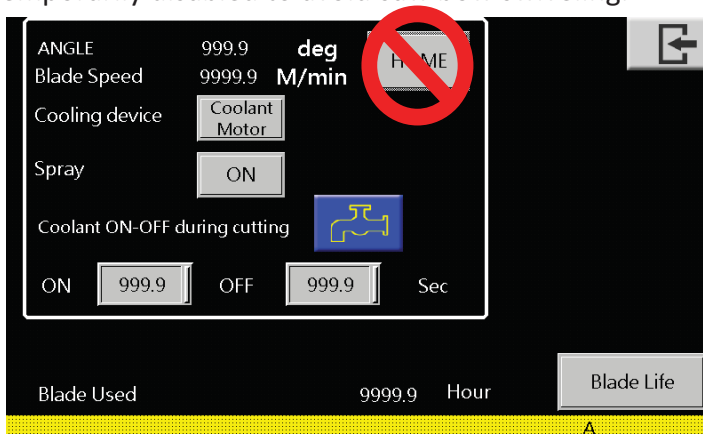 ANGLE 999.9 deg
Blade Speed 9999.9 M/min
Cooling device Coolant Motor
Spray ON
Coolant ON-OFF during cutting
ON 999.9 OFF 999.9 Sec
Blade Used 9999.9 Hour
Blade Life
A